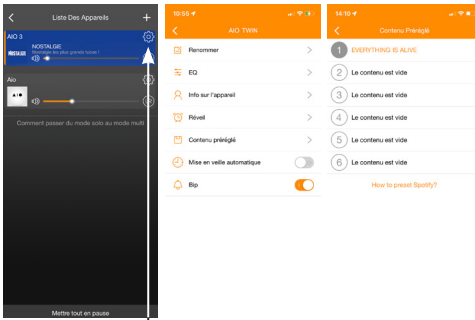 Liste Des Appareils
+
AIO 3
NOSTALGIE
NOSTALGIE
Nostalgie les plus grands tubes !
Aio
AIO
Comment passer du mode solo au mode multi
Mettre tout en pause
10:55
AIO TWIN
Renommer
EQ
Info sur l'appareil
Réveil
Contenu préréglé
Mise en veille automatique
Bip
14:10
Contenu Préréglé
1 EVERYTHING IS ALIVE
2 Le contenu est vide
3 Le contenu est vide
4 Le contenu est vide
5 Le contenu est vide
6 Le contenu est vide
How to preset Spotify?